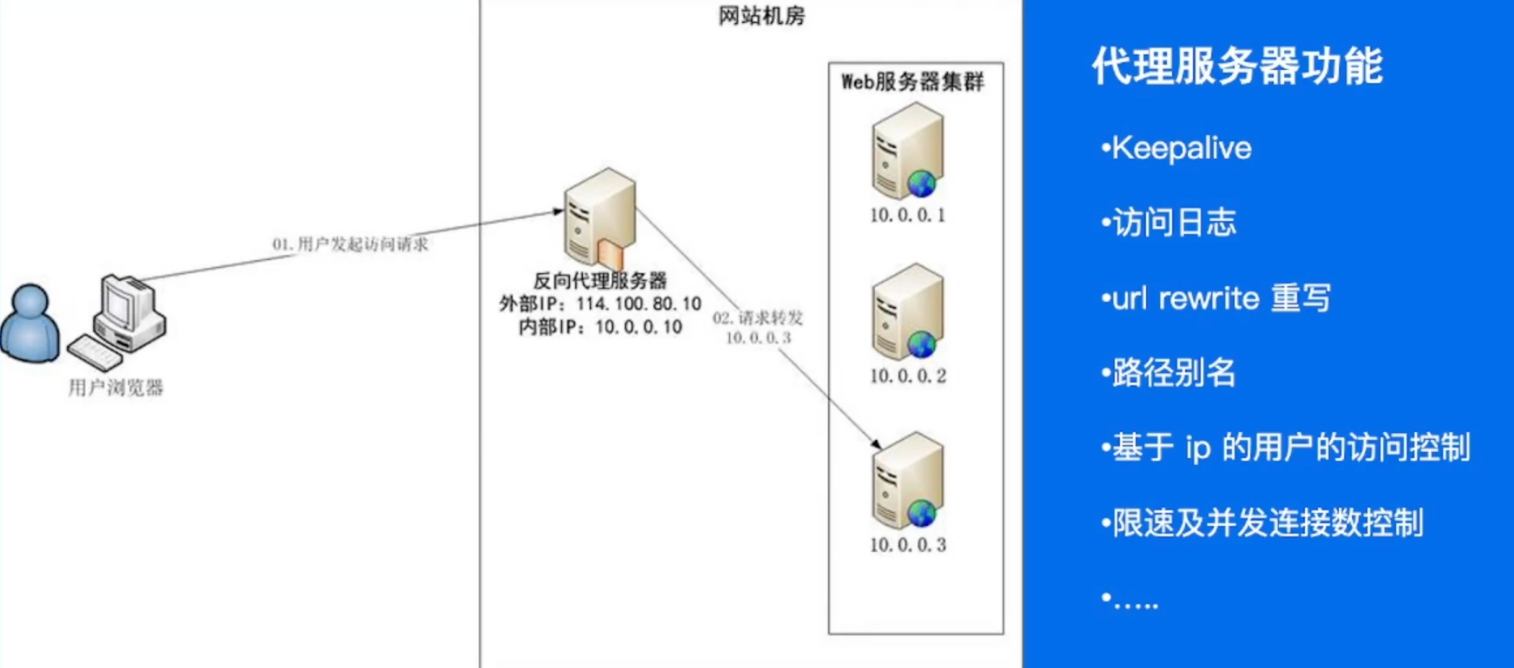 网站机房
Web服务器集群
10.0.0.1
01.用户发起访问请求
反向代理服务器
外部IP：114.100.80.10
内部IP：10.0.0.10
02.请求转发
10.0.0.3
10.0.0.2
用户浏览器
10.0.0.3
代理服务器功能
•Keepalive
•访问日志
•url rewrite 重写
•路径别名
•基于 ip 的用户的访问控制
•限速及并发连接数控制
•…..